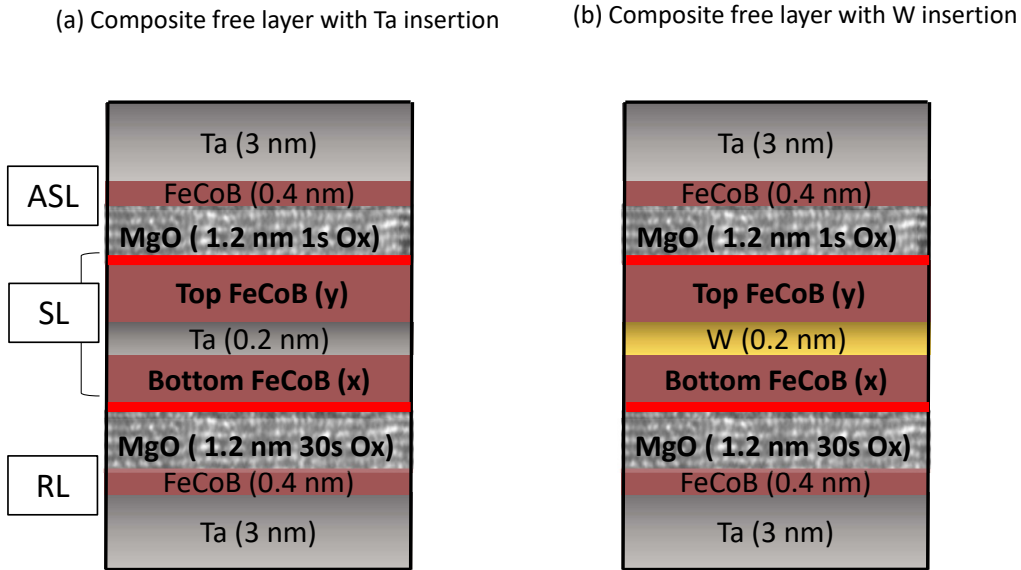 (a) Composite free layer with Ta insertion
Ta (3 nm)
ASL
FeCoB (0.4 nm)
MgO ( 1.2 nm 1s Ox)
SL
Top FeCoB (y)
Ta (0.2 nm)
Bottom FeCoB (x)
MgO ( 1.2 nm 30s Ox)
RL
FeCoB (0.4 nm)
Ta (3 nm)
(b) Composite free layer with W insertion
Ta (3 nm)
FeCoB (0.4 nm)
MgO ( 1.2 nm 1s Ox)
Top FeCoB (y)
W (0.2 nm)
Bottom FeCoB (x)
MgO ( 1.2 nm 30s Ox)
FeCoB (0.4 nm)
Ta (3 nm)